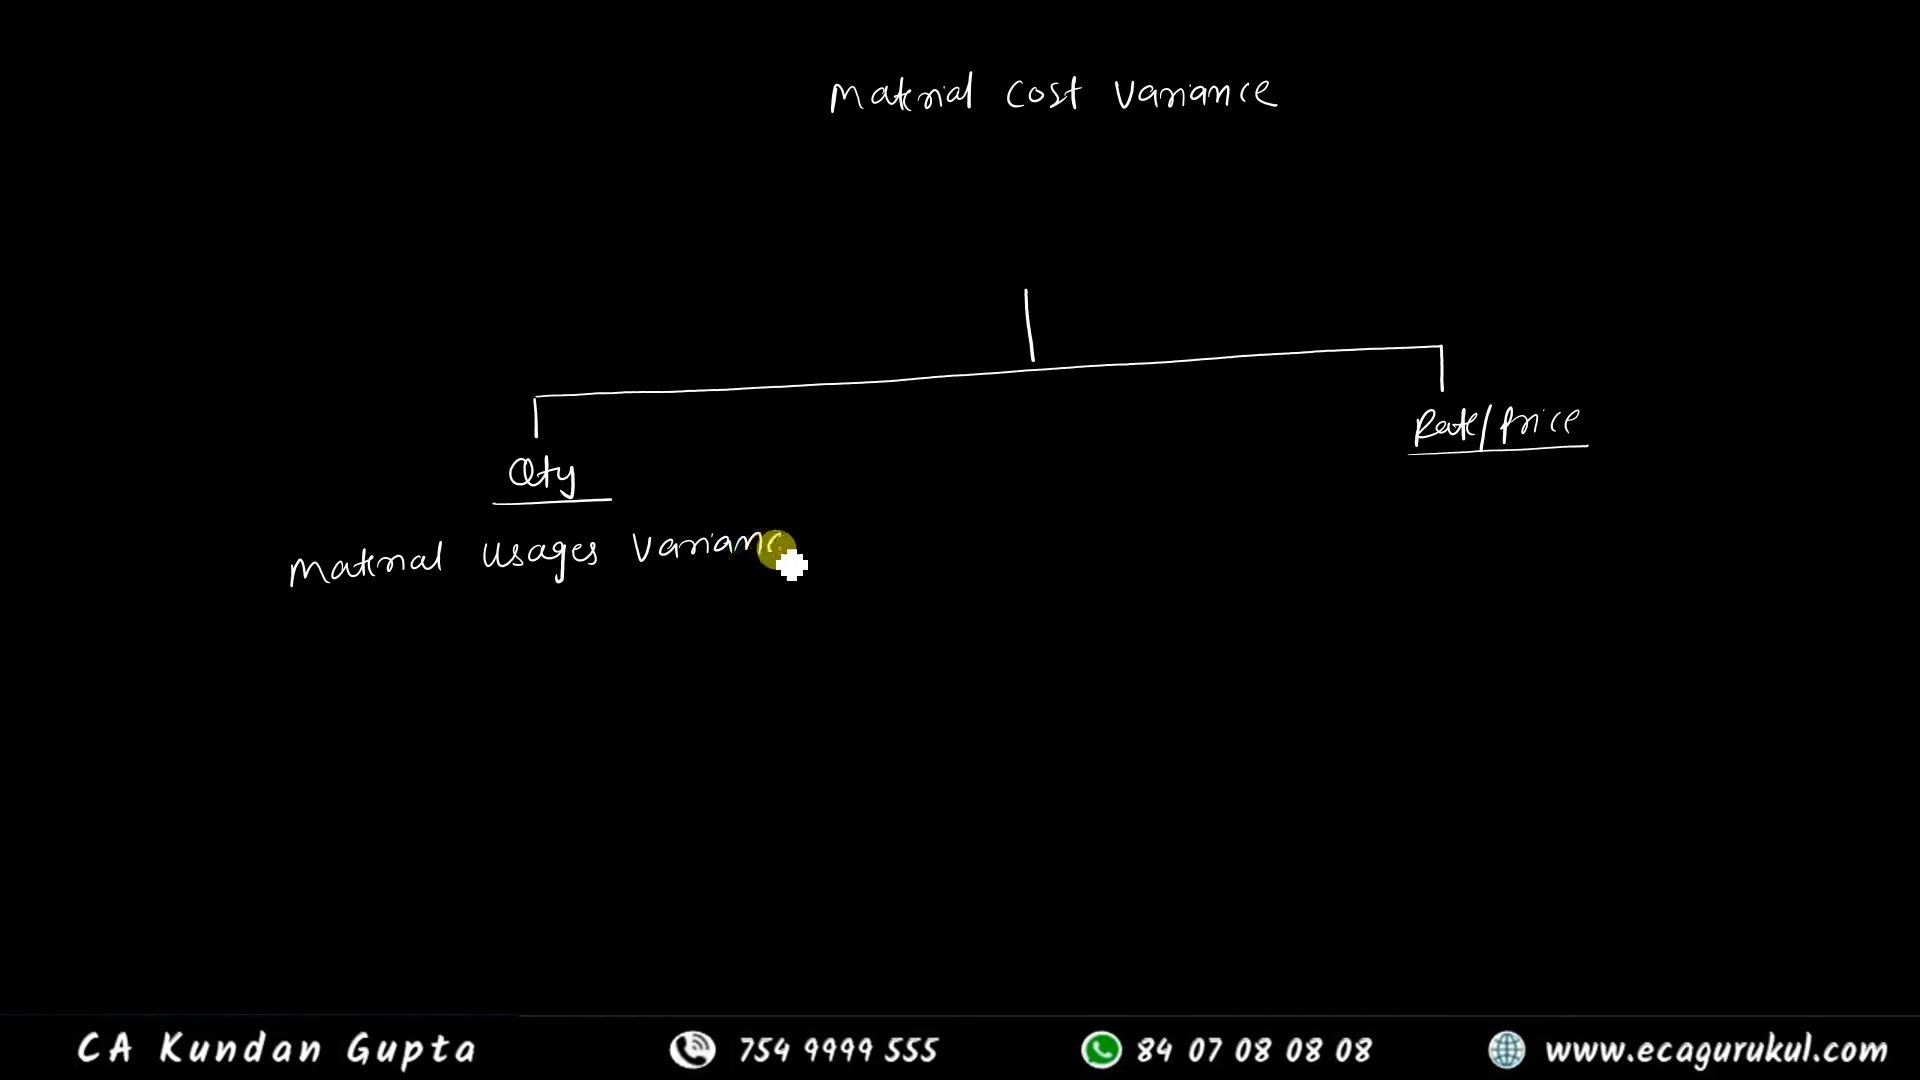 Material Cost Variance
Rate/Price
Qty
Material Usages Varianc
CA Kundan Gupta 754 9999 555 84 07 08 08 08 www.ecagurukul.com